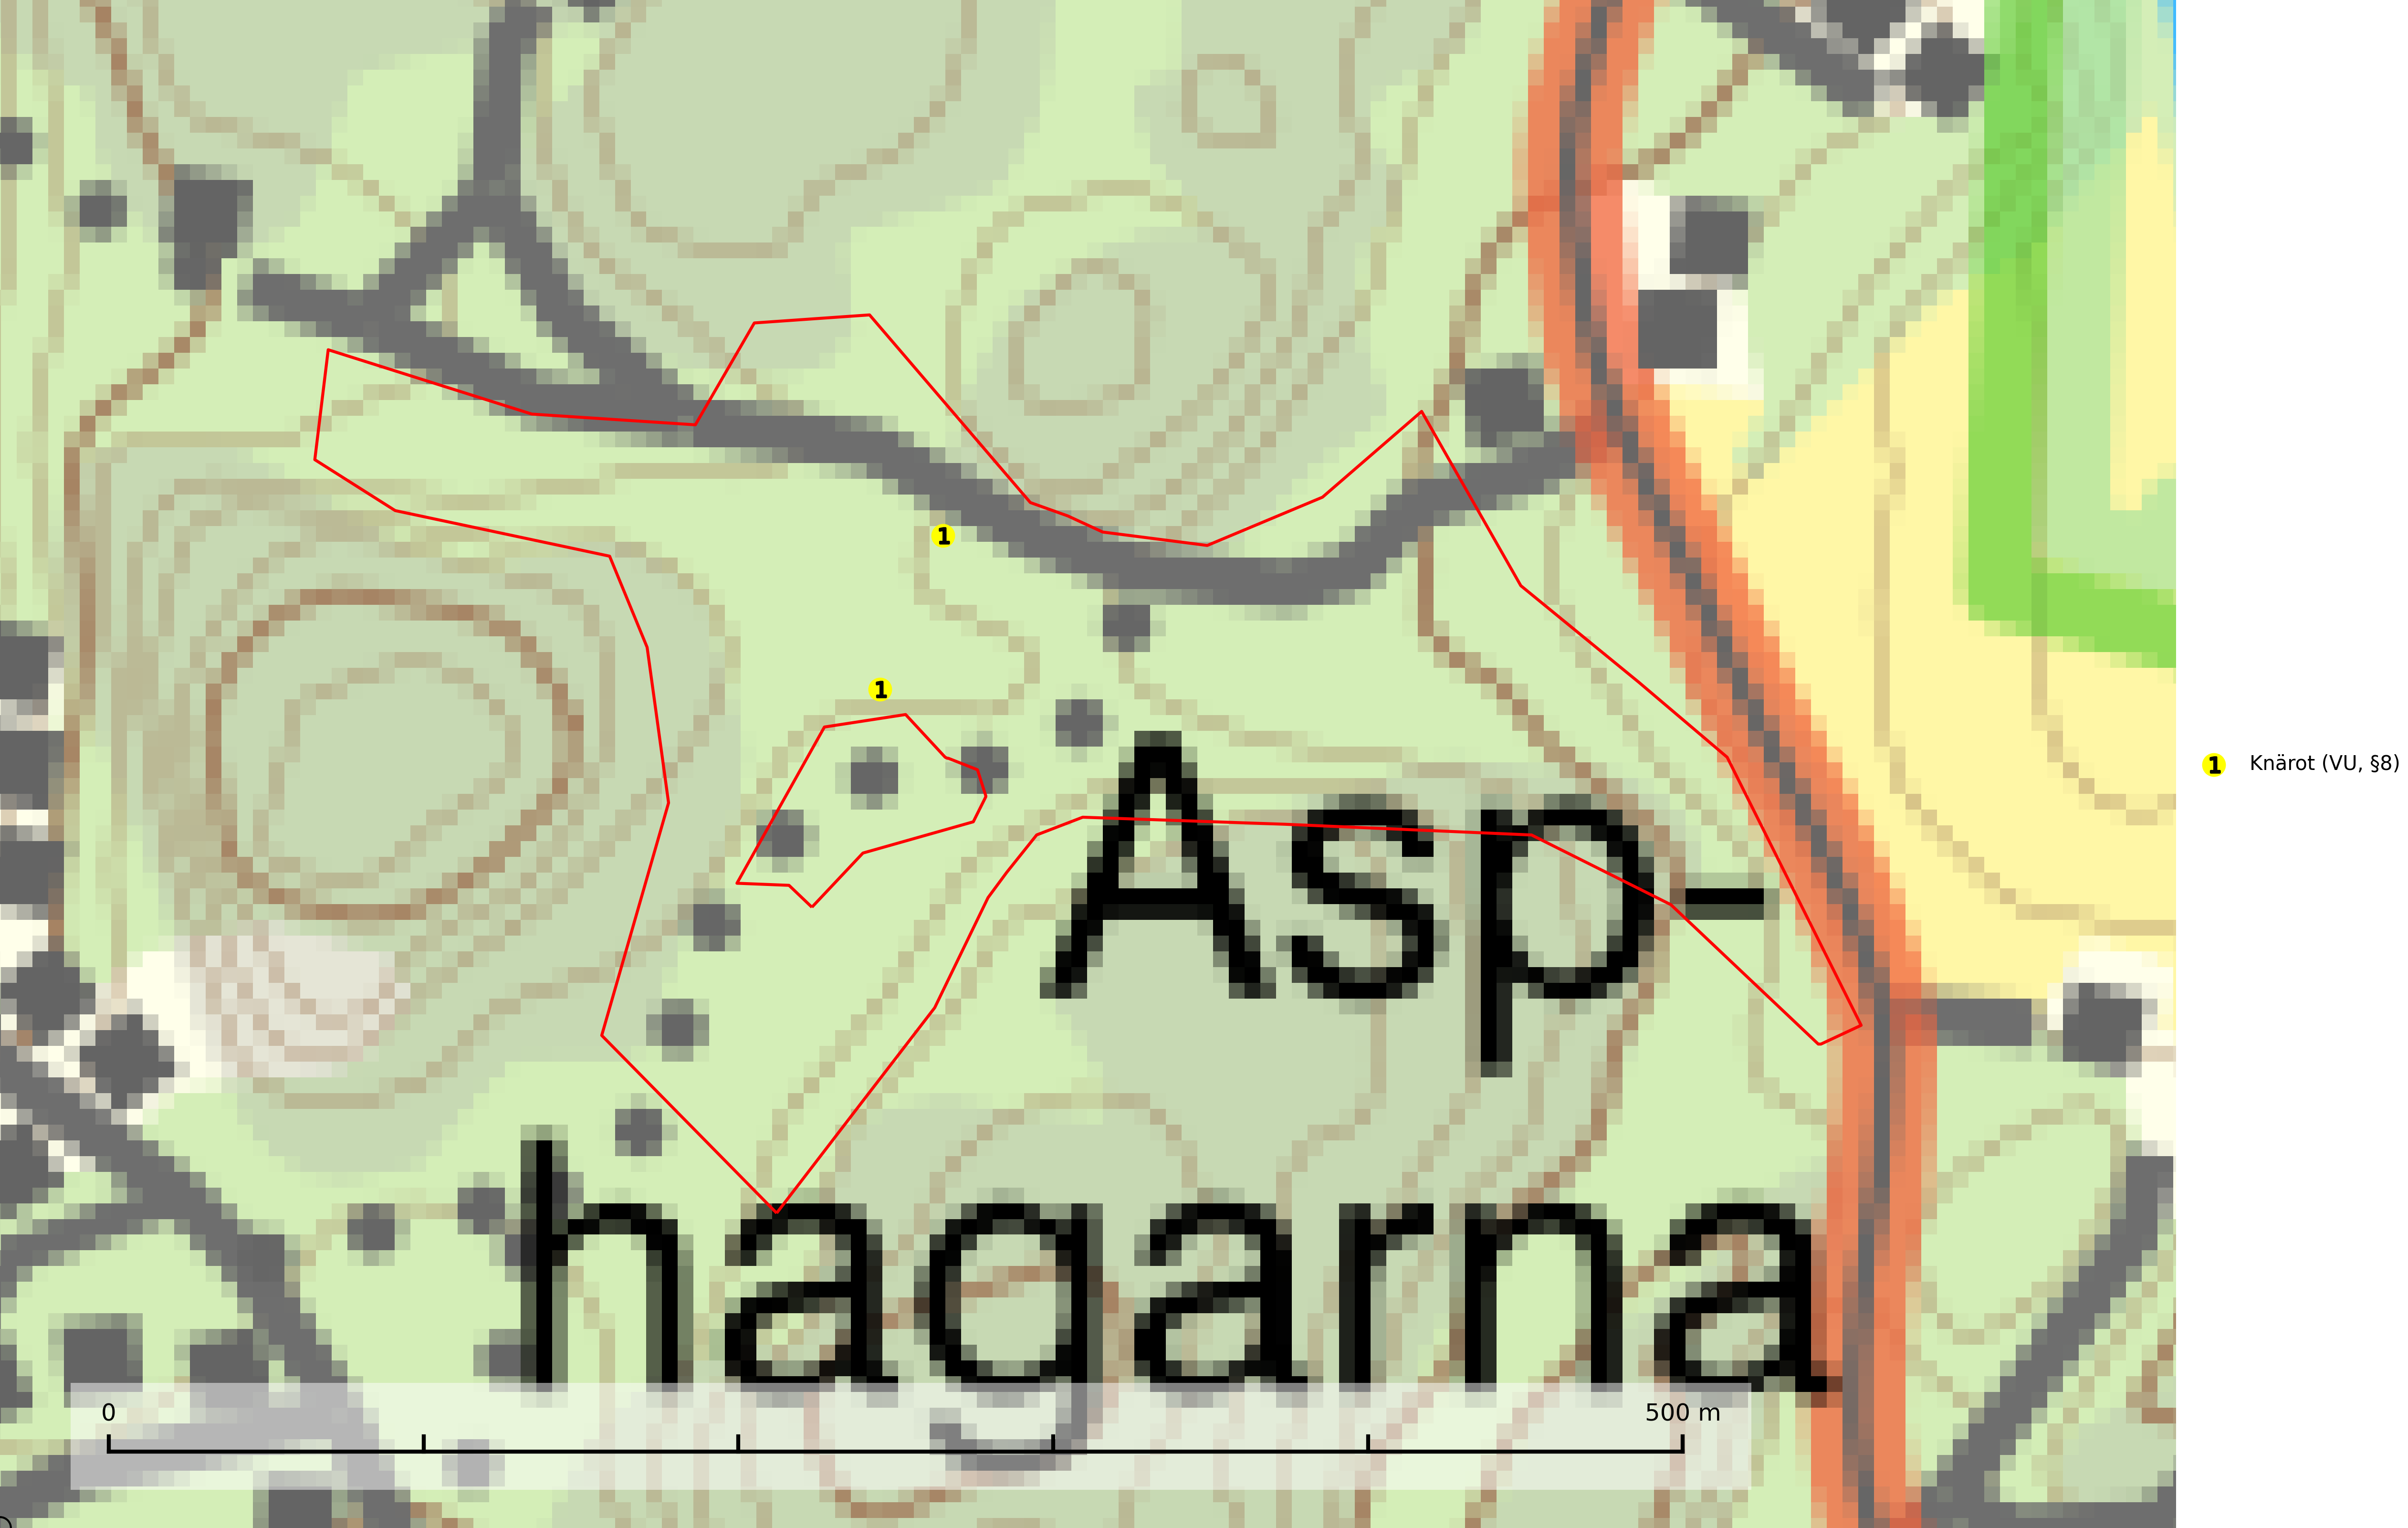 1
1
1 Knärot (VU, §8)
Asp-
hagarna
0 500 m